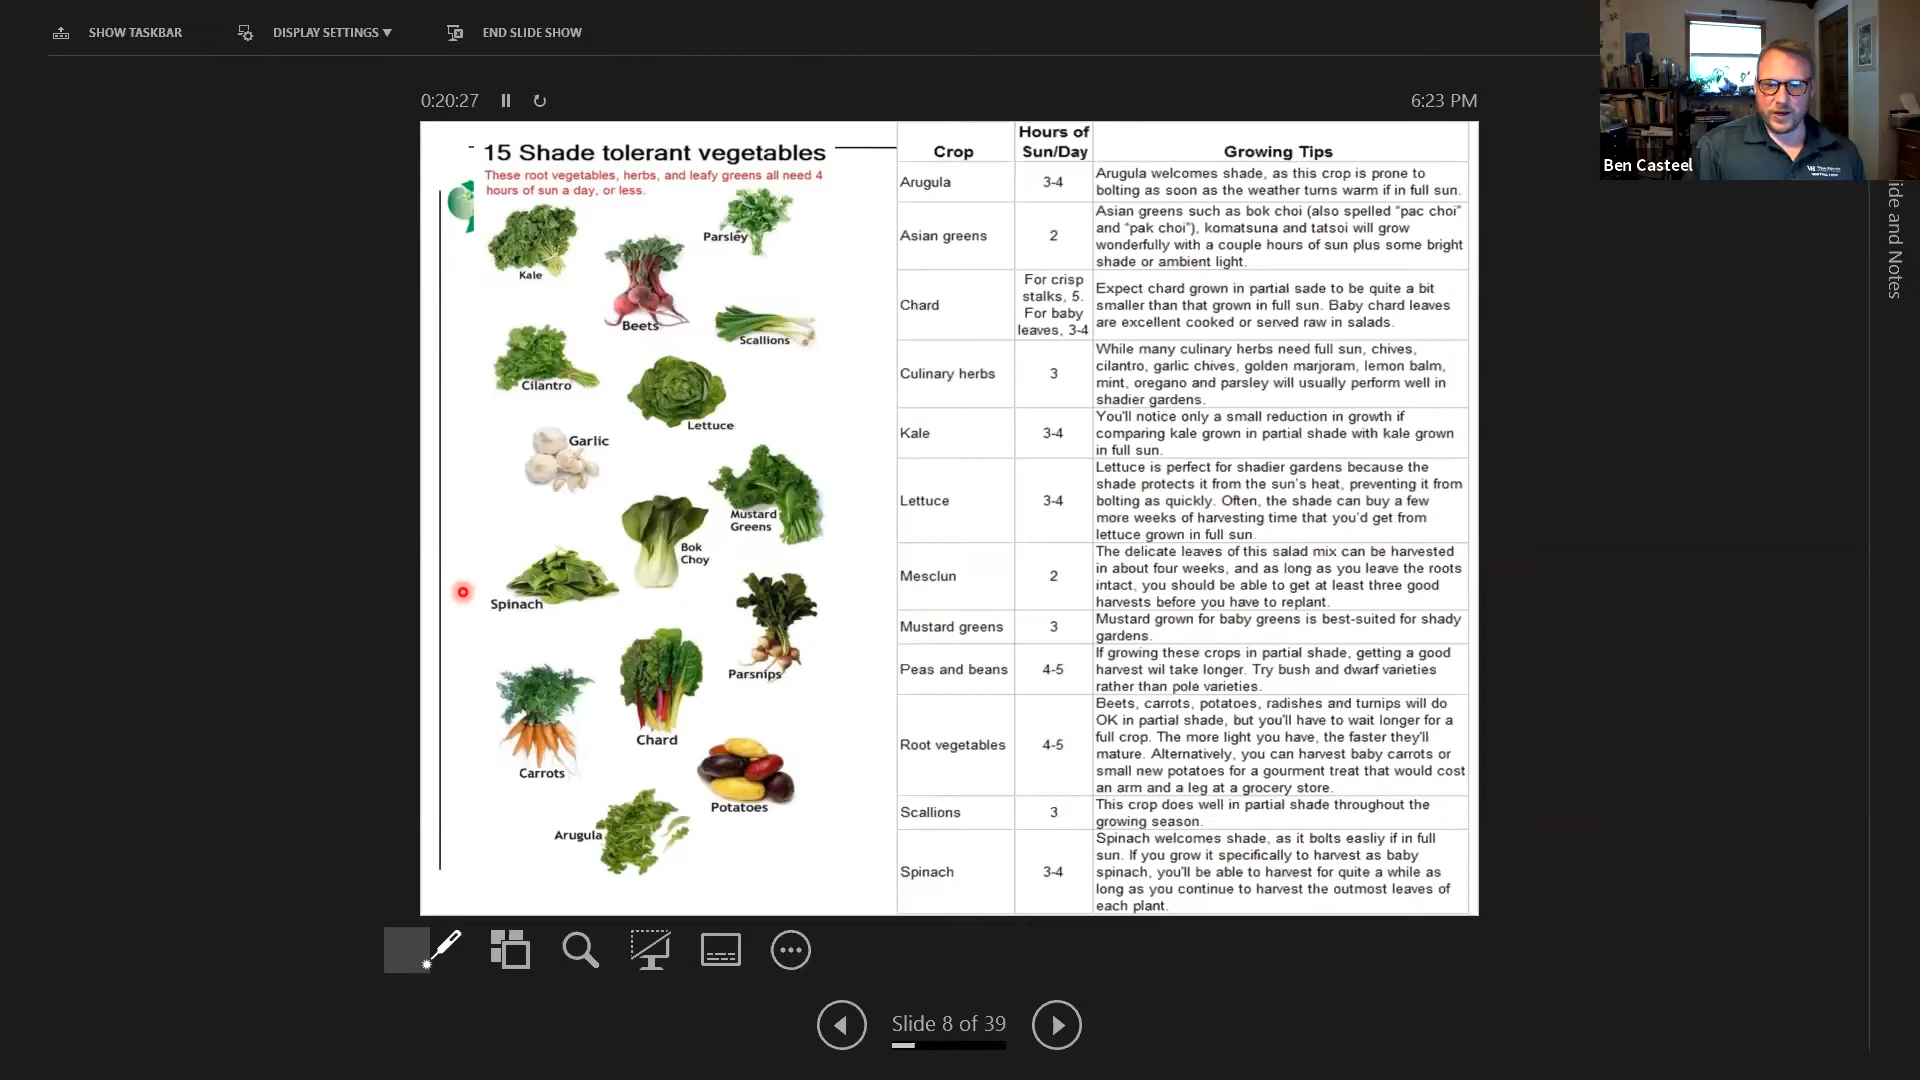 SHOW TASKBAR
DISPLAY SETTINGS ▼
END SLIDE SHOW
0:20:27
6:23 PM
Ben Casteel
lide and Notes
15 Shade tolerant vegetables
These root vegetables, herbs, and leafy greens all need 4
hours of sun a day, or less.
Kale
Beets
Parsley
Scallions
Cilantro
Lettuce
Garlic
Mustard
Greens
Bok
Choy
Spinach
Parsnips
Chard
Carrots
Potatoes
Arugula
Crop
Hours of
Sun/Day
Growing Tips
Arugula
3-4
Arugula welcomes shade, as this crop is prone to
bolting as soon as the weather turns warm if in full sun.
Asian greens
2
Asian greens such as bok choi (also spelled “pac choi”
and “pak choi”), komatsuna and tatsoi will grow
wonderfully with a couple hours of sun plus some bright
shade or ambient light.
Chard
For crisp
stalks, 5.
For baby
leaves, 3-4
Expect chard grown in partial sade to be quite a bit
smaller than that grown in full sun. Baby chard leaves
are excellent cooked or served raw in salads.
Culinary herbs
3
While many culinary herbs need full sun, chives,
cilantro, garlic chives, golden marjoram, lemon balm,
mint, oregano and parsley will usually perform well in
shadier gardens.
Kale
3-4
You'll notice only a small reduction in growth if
comparing kale grown in partial shade with kale grown
in full sun.
Lettuce
3-4
Lettuce is perfect for shadier gardens because the
shade protects it from the sun's heat, preventing it from
bolting as quickly. Often, the shade can buy a few
more weeks of harvesting time that you'd get from
lettuce grown in full sun.
Mesclun
2
The delicate leaves of this salad mix can be harvested
in about four weeks, and as long as you leave the roots
intact, you should be able to get at least three good
harvests before you have to replant.
Mustard greens
3
Mustard grown for baby greens is best-suited for shady
gardens.
Peas and beans
4-5
If growing these crops in partial shade, getting a good
harvest wil take longer. Try bush and dwarf varieties
rather than pole varieties.
Root vegetables
4-5
Beets, carrots, potatoes, radishes and turnips will do
OK in partial shade, but you'll have to wait longer for a
full crop. The more light you have, the faster they'll
mature. Alternatively, you can harvest baby carrots or
small new potatoes for a gourment treat that would cost
an arm and a leg at a grocery store.
Scallions
3
This crop does well in partial shade throughout the
growing season.
Spinach
3-4
Spinach welcomes shade, as it bolts easliy if in full
sun. If you grow it specifically to harvest as baby
spinach, you'll be able to harvest for quite a while as
long as you continue to harvest the outmost leaves of
each plant.
Slide 8 of 39